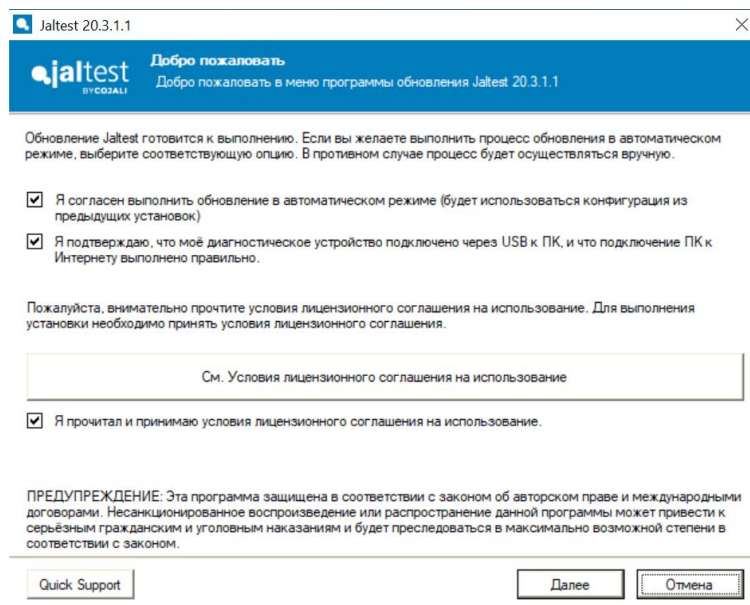 Jaltest 20.3.1.1
jaltest
BY COJALI
Добро пожаловать
Добро пожаловать в меню программы обновления Jaltest 20.3.1.1
Обновление Jaltest готовится к выполнению. Если вы желаете выполнить процесс обновления в автоматическом
режиме, выберите соответствующую опцию. В противном случае процесс будет осуществляться вручную.
Я согласен выполнить обновление в автоматическом режиме (будет использоваться конфигурация из
предыдущих установок)
Я подтверждаю, что моё диагностическое устройство подключено через USB к ПК, и что подключение ПК к
Интернету выполнено правильно.
Пожалуйста, внимательно прочтите условия лицензионного соглашения на использование. Для выполнения
установки необходимо принять условия лицензионного соглашения.
См. Условия лицензионного соглашения на использование
Я прочитал и принимаю условия лицензионного соглашения на использование.
ПРЕДУПРЕЖДЕНИЕ: Эта программа защищена в соответствии с законом об авторском праве и международными
договорами. Несанкционированное воспроизведение или распространение данной программы может привести к
серьёзным гражданским и уголовным наказаниям и будет преследоваться в максимально возможной степени в
соответствии с законом.
Quick Support
Далее
Отмена